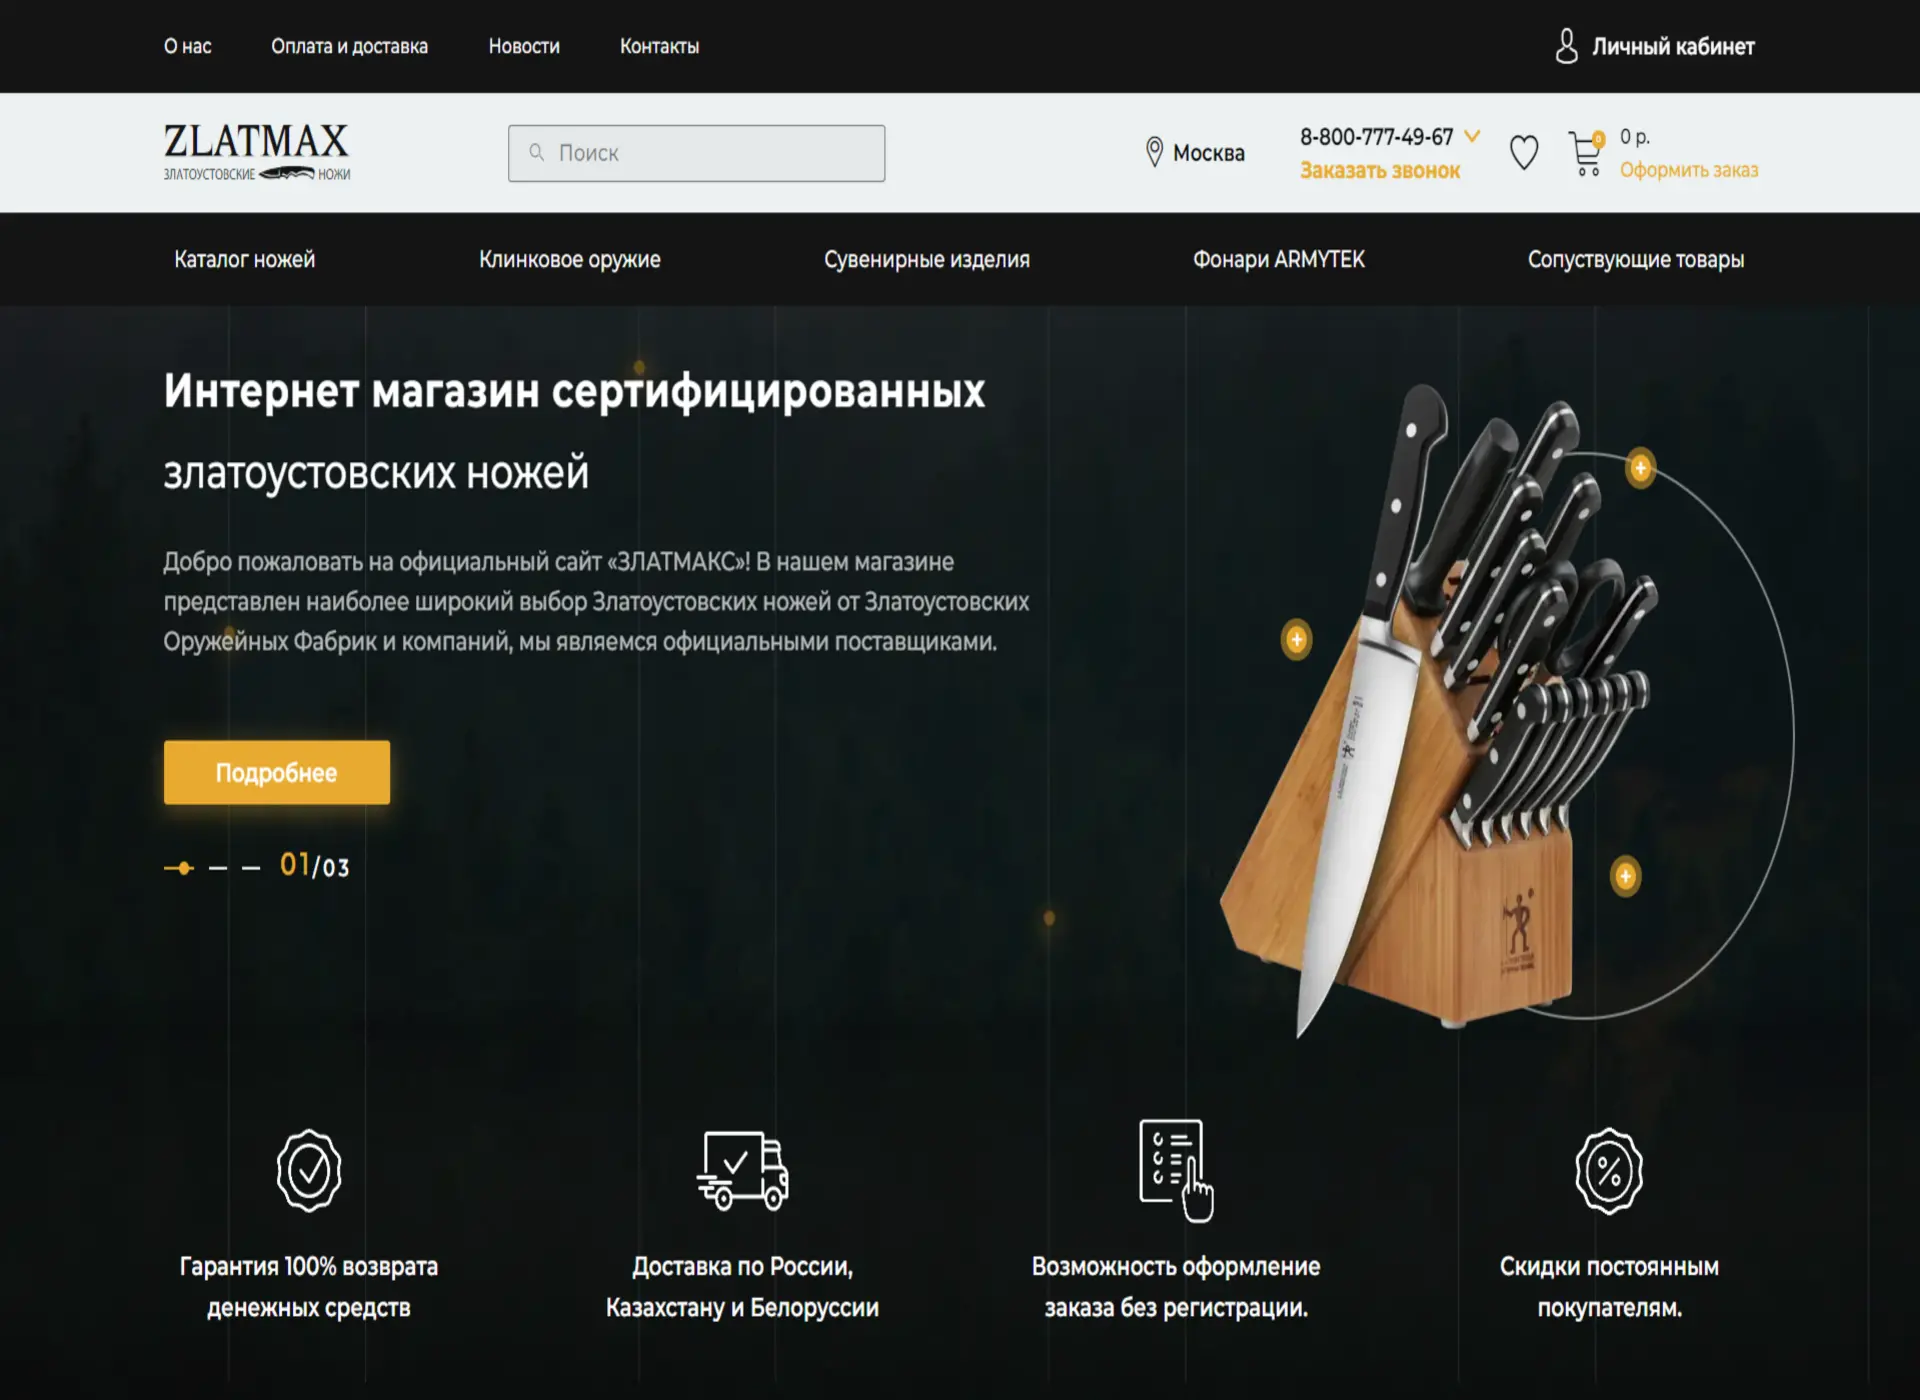 О нас
Оплата и доставка
Новости
Контакты
Личный кабинет
ZLATMAX
ЗЛАТОУСТОВСКИЕ НОЖИ
Поиск
Москва
8-800-777-49-67
Заказать звонок
0
0 р.
Оформить заказ
Каталог ножей
Клинковое оружие
Сувенирные изделия
Фонари ARMYTEK
Сопуствующие товары
Интернет магазин сертифицированных
златоустовских ножей
Добро пожаловать на официальный сайт «ЗЛАТМАКС»! В нашем магазине
представлен наиболее широкий выбор Златоустовских ножей от Златоустовских
Оружейных Фабрик и компаний, мы являемся официальными поставщиками.
Подробнее
01/03
Гарантия 100% возврата
денежных средств
Доставка по России,
Казахстану и Белоруссии
Возможность оформление
заказа без регистрации.
Скидки постоянным
покупателям.